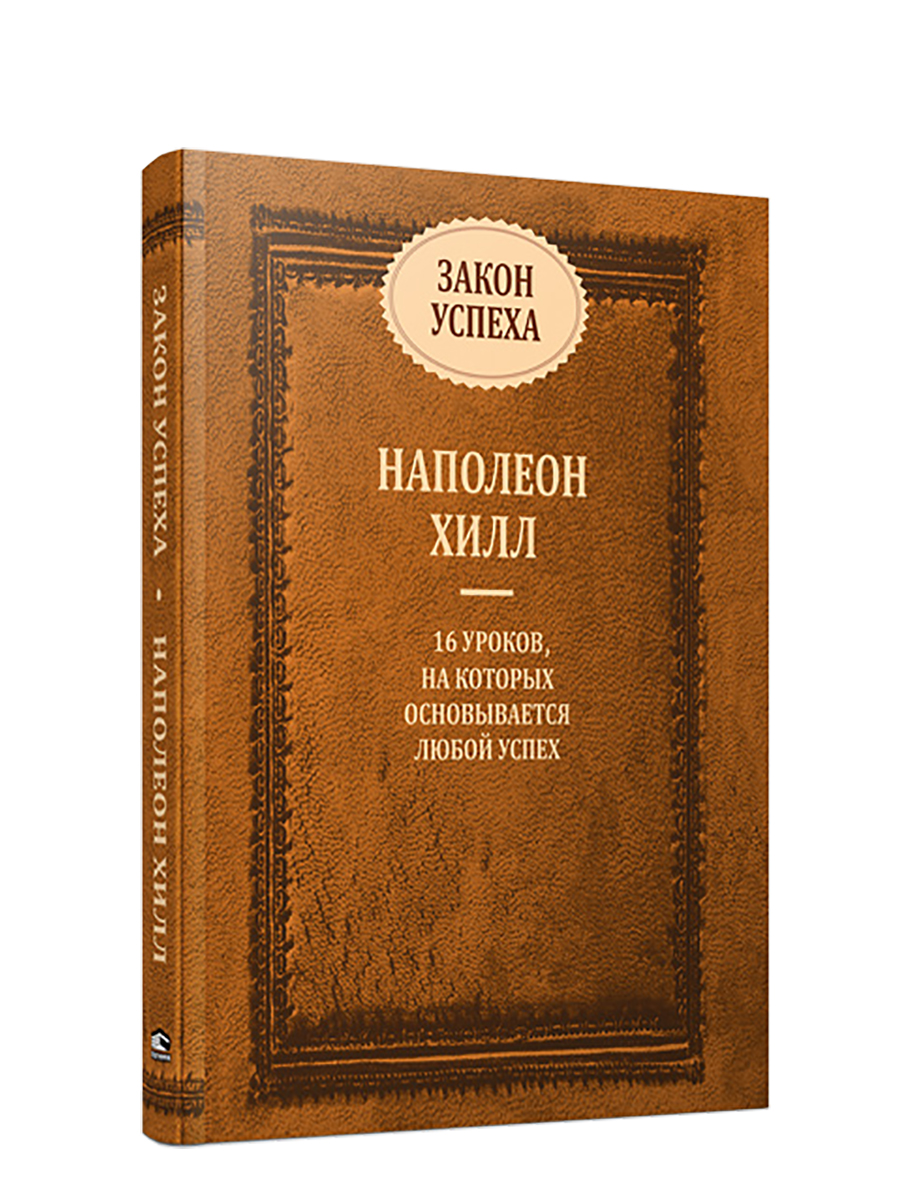 ЗАКОН
УСПЕХА
НАПОЛЕОН
ХИЛЛ
16 УРОКОВ,
НА КОТОРЫХ
ОСНОВЫВАЕТСЯ
ЛЮБОЙ УСПЕХ
ЗАКОН УСПЕХА • НАПОЛЕОН ХИЛЛ